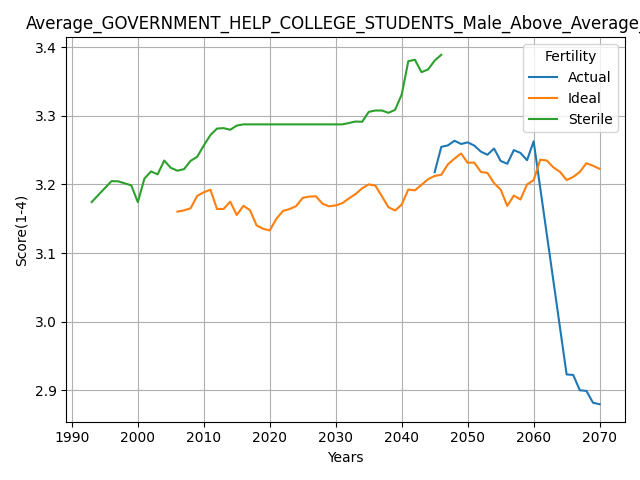 Average_GOVERNMENT_HELP_COLLEGE_STUDENTS_Male_Above_Average_
3.4
3.3
3.2
3.1
3.0
2.9
Score(1-4)
Fertility
Actual
Ideal
Sterile
1990 2000 2010 2020 2030 2040 2050 2060 2070
Years